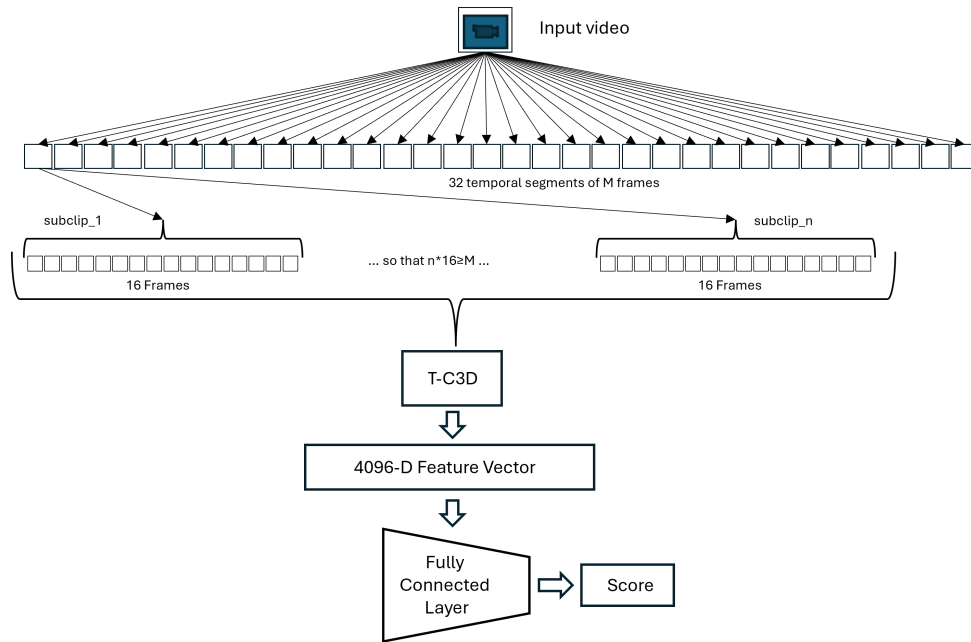 Input video
32 temporal segments of M frames
subclip_1
subclip_n
... so that n*16≥M ...
16 Frames
16 Frames
T-C3D
4096-D Feature Vector
Fully
Connected
Layer
Score